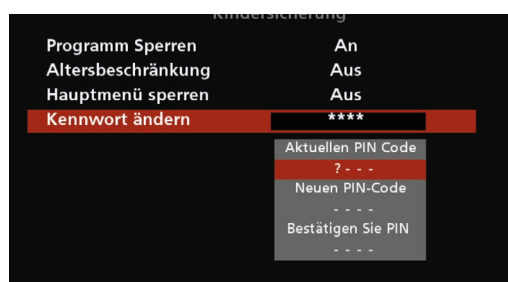 Kindersicherung
Programm Sperren An
Altersbeschränkung Aus
Hauptmenü sperren Aus
Kennwort ändern ****
Aktuellen PIN Code
? - - -
Neuen PIN-Code
- - - -
Bestätigen Sie PIN
- - - -